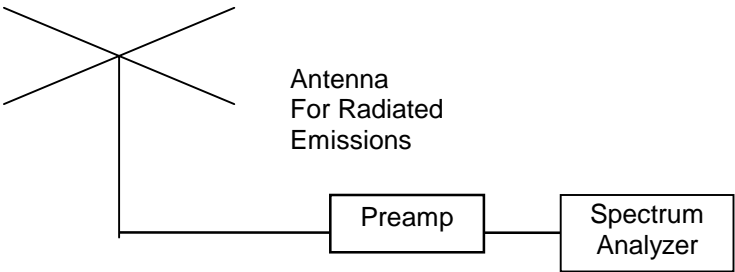 Antenna
For Radiated
Emissions
Preamp
Spectrum
Analyzer